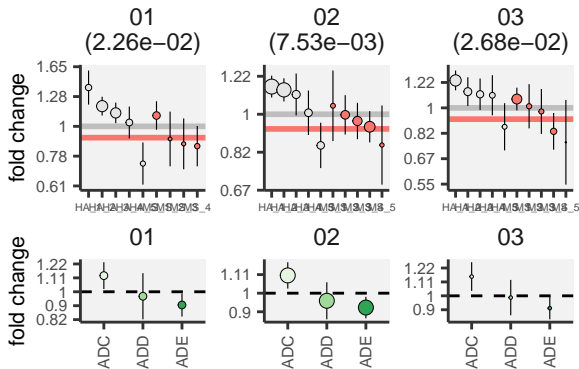 01
(2.26e−02)
02
(7.53e−03)
03
(2.68e−02)
fold change
1.65
1.28
1
0.78
0.61
1.22
1
0.82
0.67
1.22
1
0.82
0.67
0.55
01
02
03
fold change
1.22
1.11
1
0.9
0.82
1.11
1
0.9
1.22
1.11
1
0.9
ADC
ADD
ADE
ADC
ADD
ADE
ADC
ADD
ADE